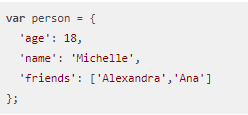 var person = {
  'age': 18,
  'name': 'Michelle',
  'friends': ['Alexandra','Ana']
};